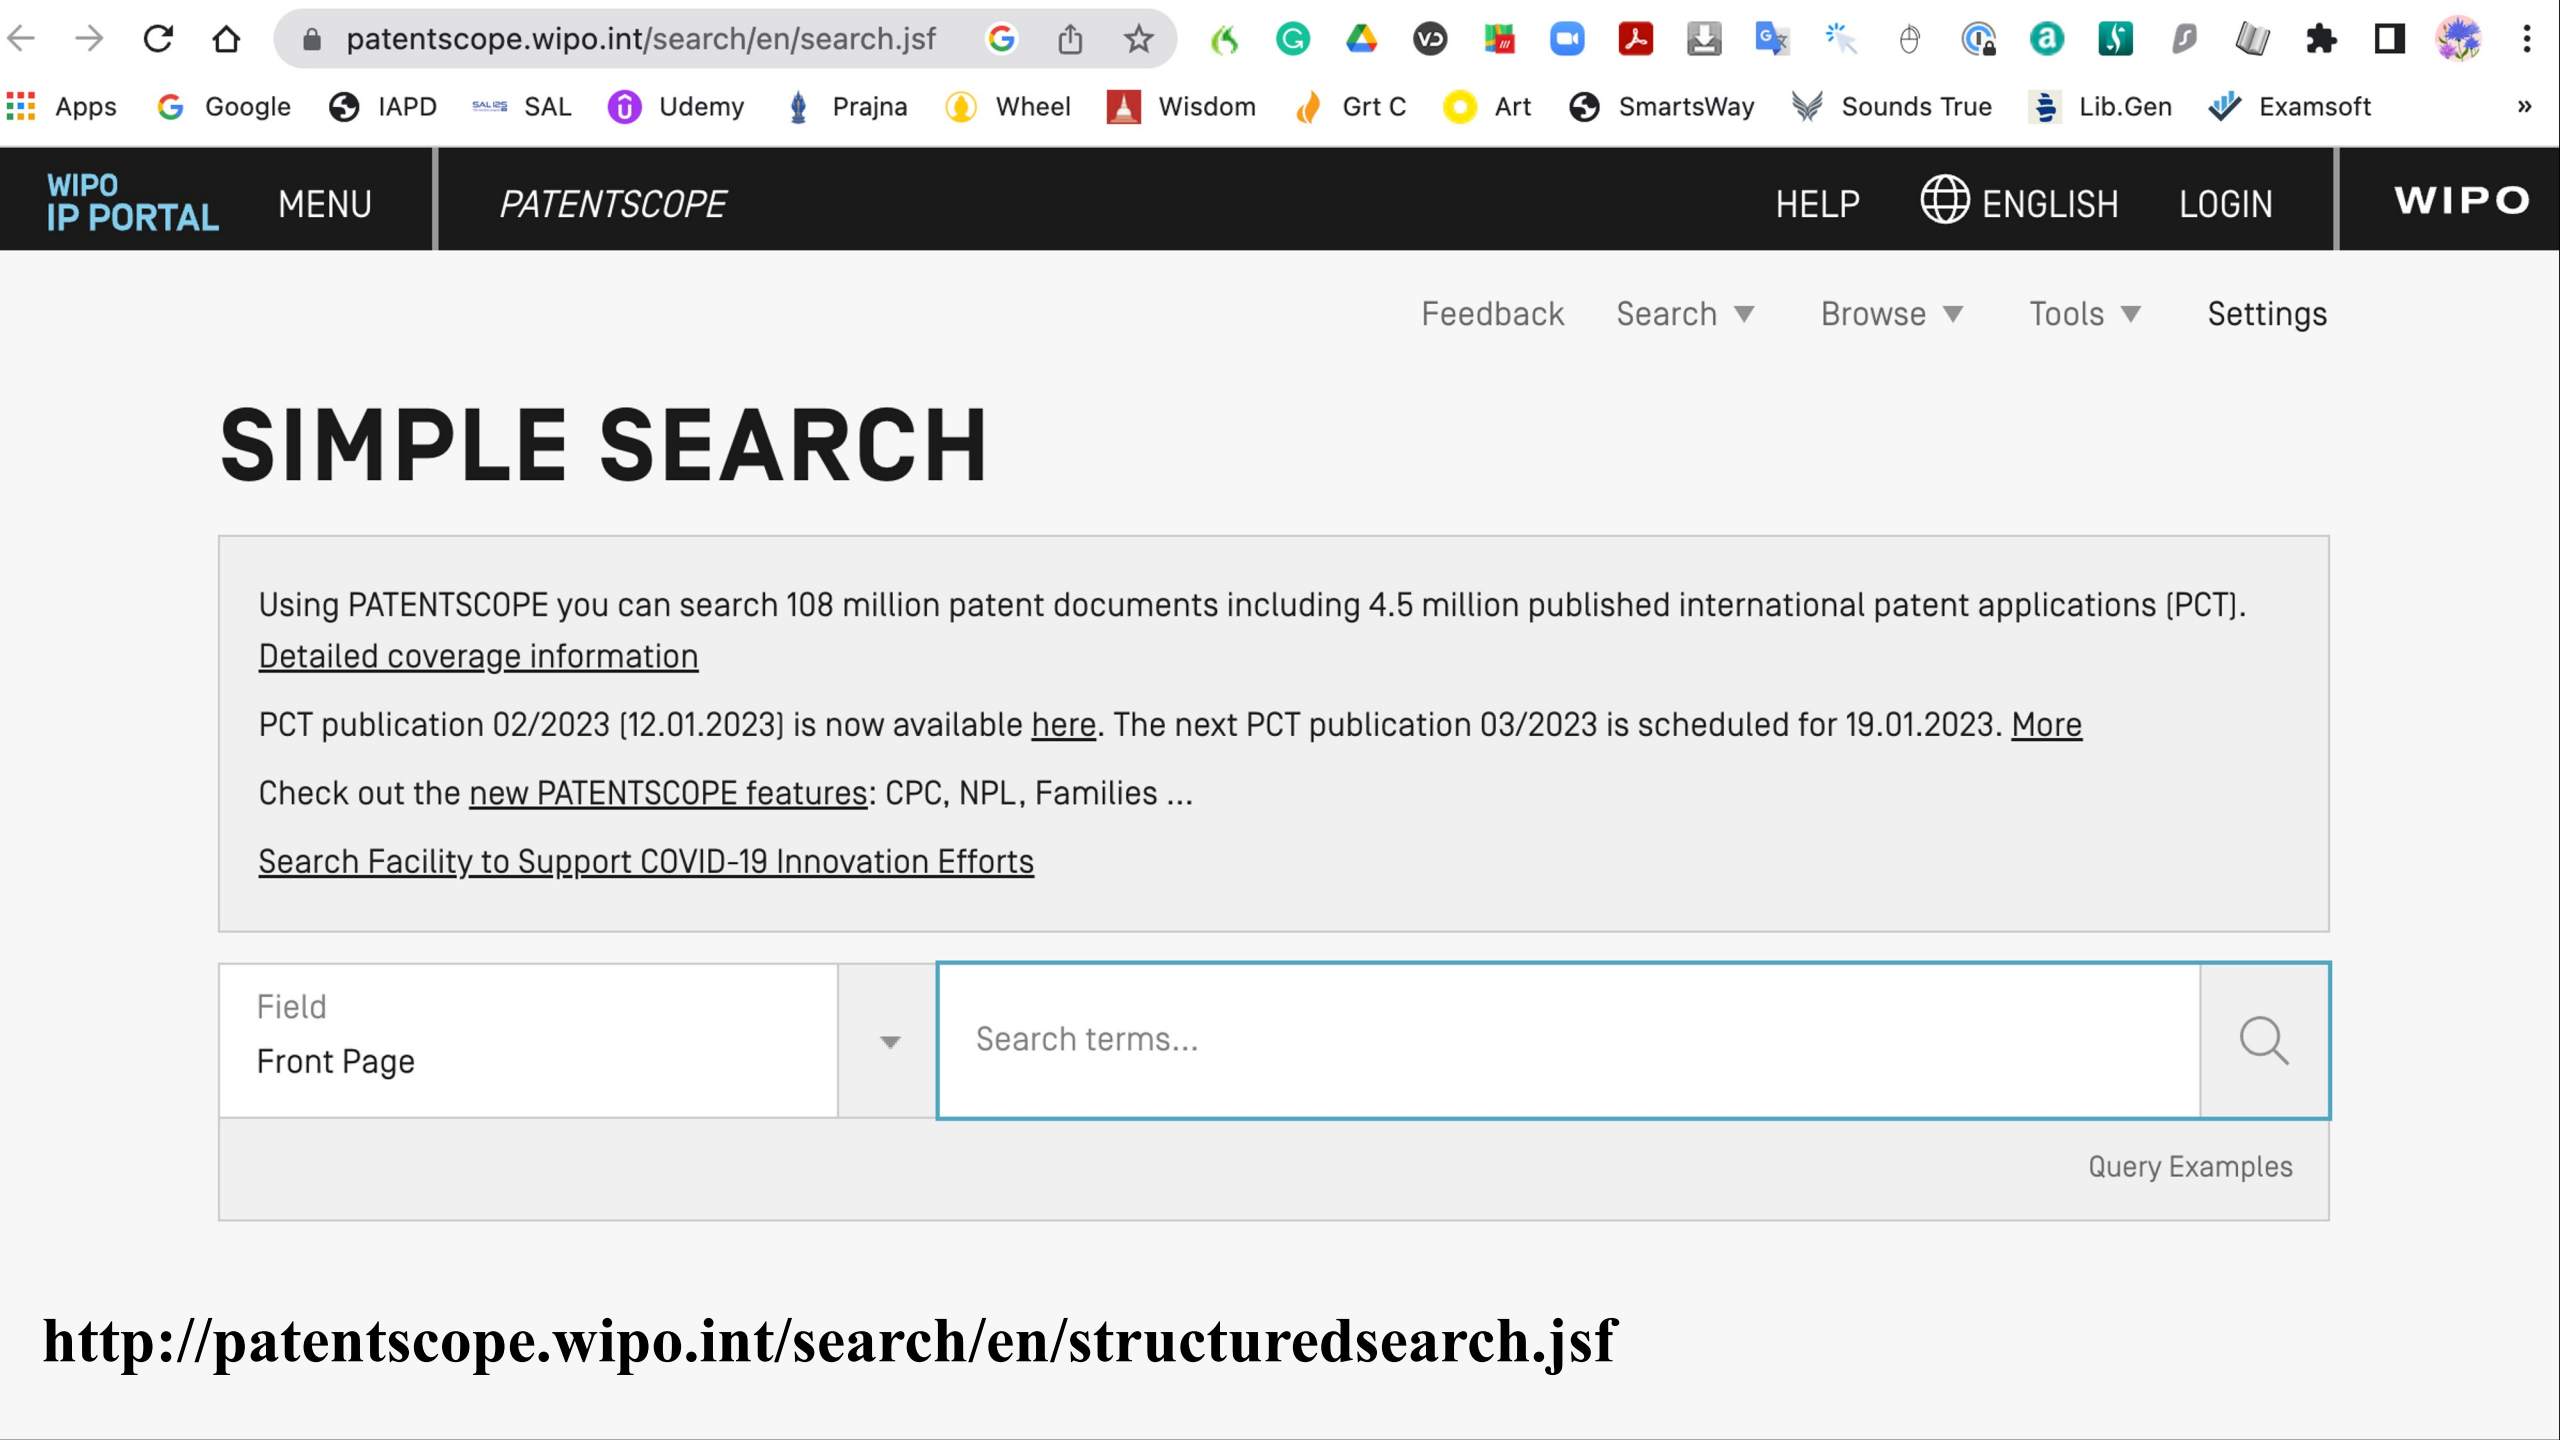 patentscope.wipo.int/search/en/search.jsf
Apps Google IAPD SAL Udemy Prajna Wheel Wisdom Grt C Art SmartsWay Sounds True Lib.Gen Examsoft »
WIPO
IP PORTAL MENU PATENTSCOPE HELP ENGLISH LOGIN WIPO
Feedback Search Browse Tools Settings
SIMPLE SEARCH
Using PATENTSCOPE you can search 108 million patent documents including 4.5 million published international patent applications (PCT).
Detailed coverage information
PCT publication 02/2023 (12.01.2023) is now available here. The next PCT publication 03/2023 is scheduled for 19.01.2023. More
Check out the new PATENTSCOPE features: CPC, NPL, Families ...
Search Facility to Support COVID-19 Innovation Efforts
Field
Front Page
Search terms...
Query Examples
http://patentscope.wipo.int/search/en/structuredsearch.jsf